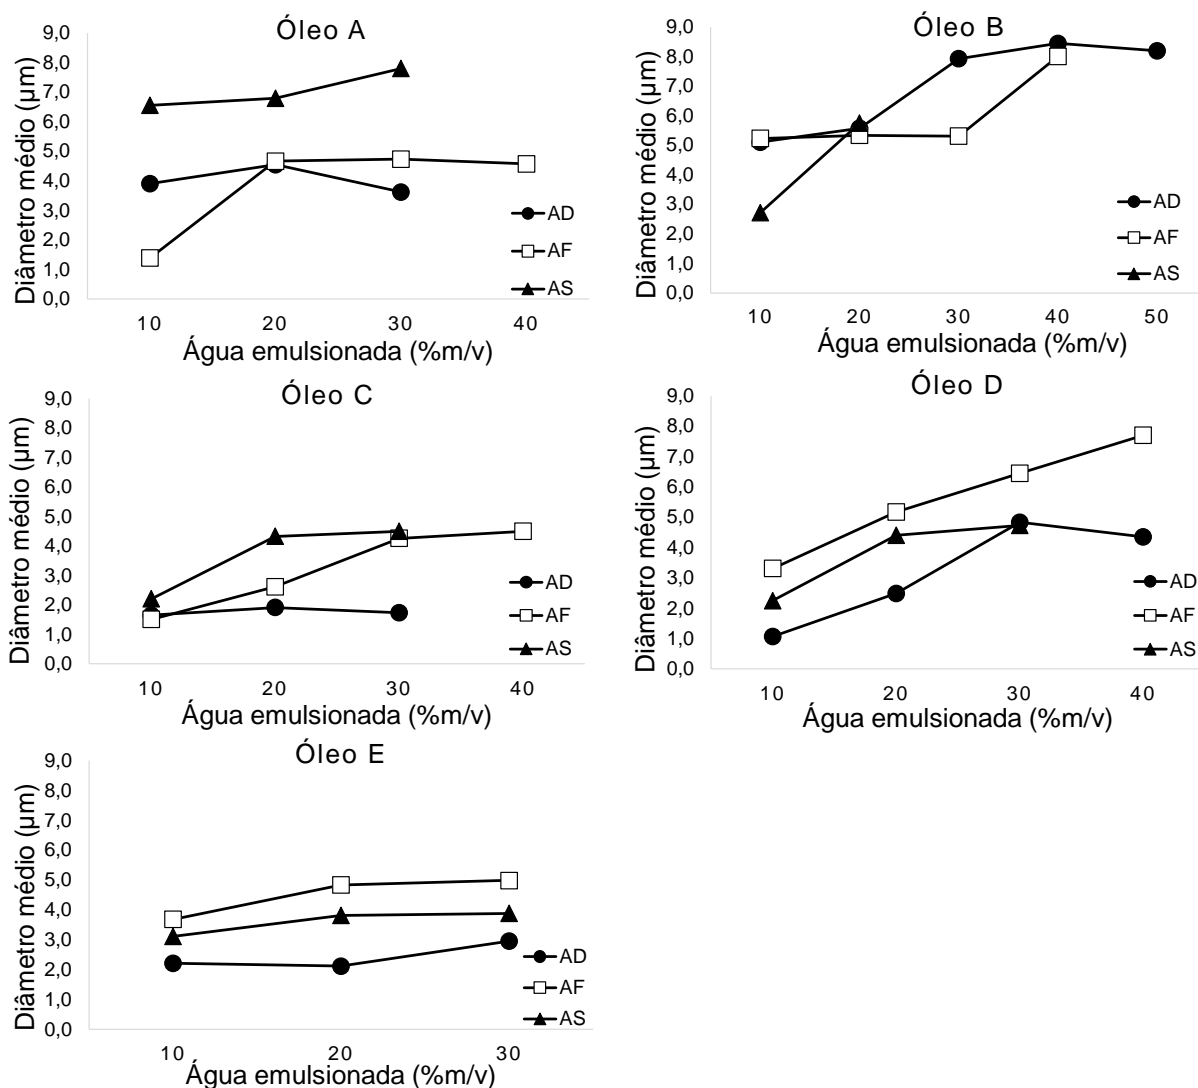 Óleo A
9,0
8,0
7,0
6,0
5,0
4,0
3,0
2,0
1,0
0,0
Diâmetro médio (µm)
AD
AF
AS
10 20 30 40
Água emulsionada (%m/v)
Óleo B
9,0
8,0
7,0
6,0
5,0
4,0
3,0
2,0
1,0
0,0
Diâmetro médio (µm)
AD
AF
AS
10 20 30 40 50
Água emulsionada (%m/v)
Óleo C
9,0
8,0
7,0
6,0
5,0
4,0
3,0
2,0
1,0
0,0
Diâmetro médio (µm)
AD
AF
AS
10 20 30 40
Água emulsionada (%m/v)
Óleo D
9,0
8,0
7,0
6,0
5,0
4,0
3,0
2,0
1,0
0,0
Diâmetro médio (µm)
AD
AF
AS
10 20 30 40
Água emulsionada (%m/v)
Óleo E
9,0
8,0
7,0
6,0
5,0
4,0
3,0
2,0
1,0
0,0
Diâmetro médio (µm)
AD
AF
AS
10 20 30
Água emulsionada (%m/v)